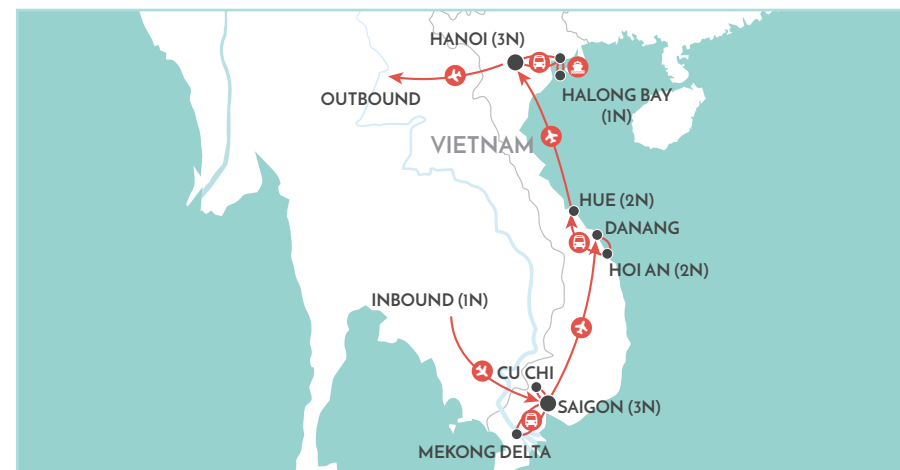 HANOI (3N)
OUTBOUND
HALONG BAY
(1N)
VIETNAM
HUE (2N)
DANANG
HOI AN (2N)
INBOUND (1N)
CU CHI
SAIGON (3N)
MEKONG DELTA